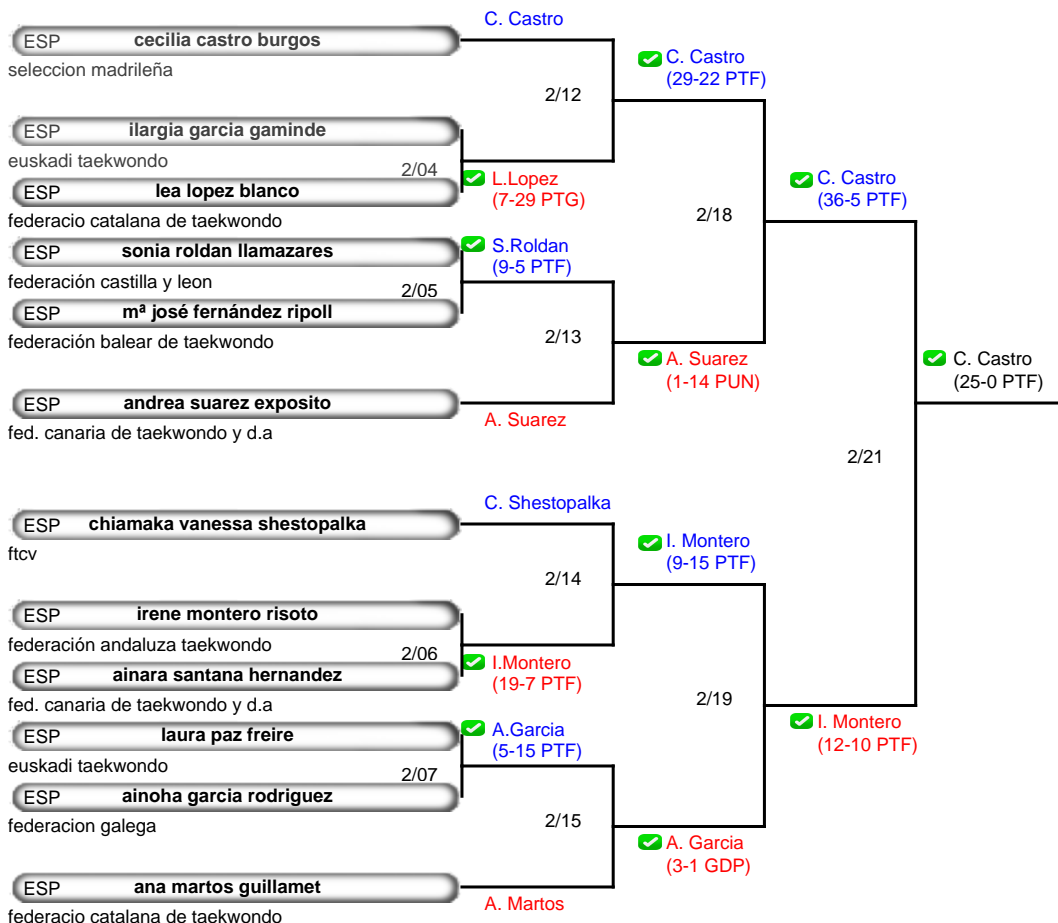 C. Castro
ESP cecilia castro burgos
seleccion madrileña
C. Castro
(29-22 PTF)
2/12
ESP ilargia garcia gaminde
euskadi taekwondo
2/04
ESP lea lopez blanco
L.Lopez
(7-29 PTG)
federacio catalana de taekwondo
C. Castro
(36-5 PTF)
2/18
ESP sonia roldan llamazares
S.Roldan
(9-5 PTF)
federación castilla y leon
2/05
ESP mª josé fernández ripoll
federación balear de taekwondo
2/13
A. Suarez
(1-14 PUN)
C. Castro
(25-0 PTF)
ESP andrea suarez exposito
A. Suarez
fed. canaria de taekwondo y d.a
2/21
C. Shestopalka
ESP chiamaka vanessa shestopalka
ftcv
I. Montero
(9-15 PTF)
2/14
ESP irene montero risoto
federación andaluza taekwondo
2/06
ESP ainara santana hernandez
I.Montero
(19-7 PTF)
fed. canaria de taekwondo y d.a
2/19
I. Montero
(12-10 PTF)
ESP laura paz freire
A.Garcia
(5-15 PTF)
euskadi taekwondo
2/07
ESP ainoha garcia rodriguez
federacion galega
2/15
A. Garcia
(3-1 GDP)
ESP ana martos guillamet
A. Martos
federacio catalana de taekwondo